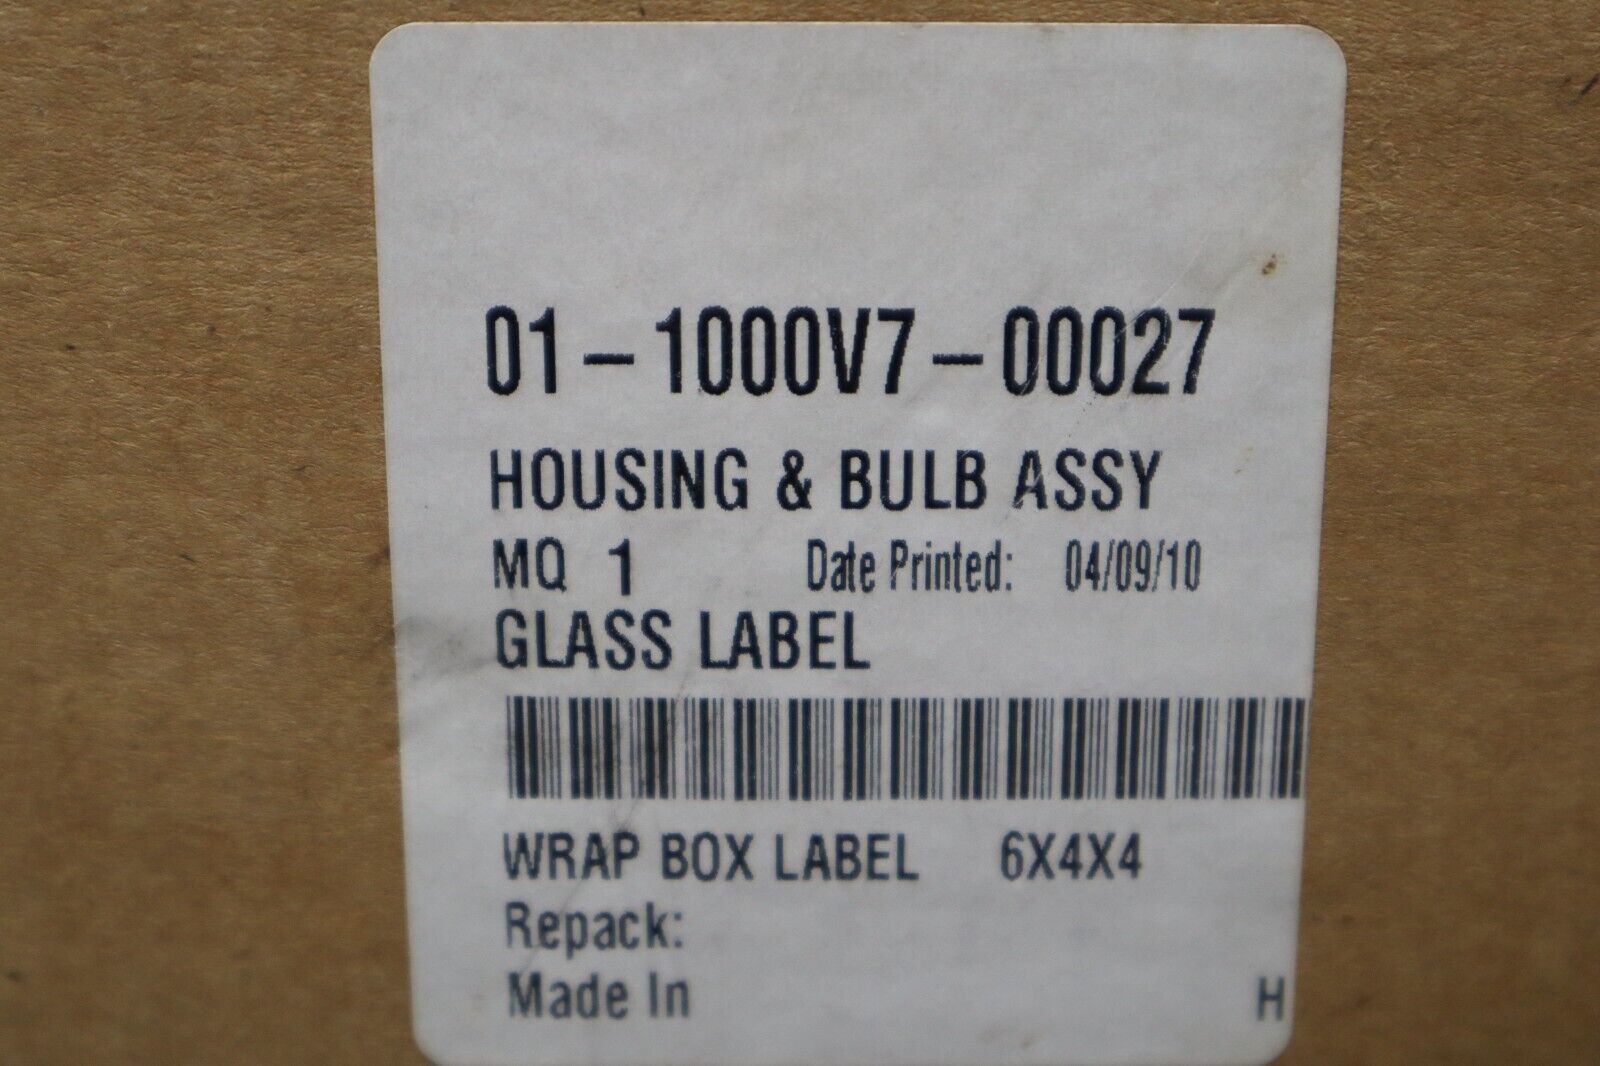 01-1000V7-00027
HOUSING & BULB ASSY
MQ 1 Date Printed: 04/09/10
GLASS LABEL
WRAP BOX LABEL 6X4X4
Repack:
Made In H